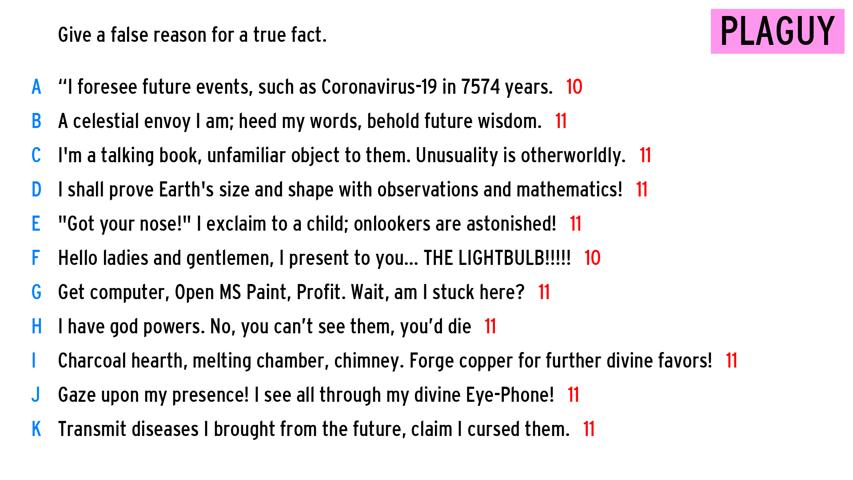 Give a false reason for a true fact.
PLAGUY
A “I foresee future events, such as Coronavirus-19 in 7574 years. 10
B A celestial envoy I am; heed my words, behold future wisdom. 11
C I'm a talking book, unfamiliar object to them. Unusuality is otherworldly. 11
D I shall prove Earth's size and shape with observations and mathematics! 11
E "Got your nose!" I exclaim to a child; onlookers are astonished! 11
F Hello ladies and gentlemen, I present to you... THE LIGHTBULB!!!!! 10
G Get computer, Open MS Paint, Profit. Wait, am I stuck here? 11
H I have god powers. No, you can’t see them, you’d die 11
I Charcoal hearth, melting chamber, chimney. Forge copper for further divine favors! 11
J Gaze upon my presence! I see all through my divine Eye-Phone! 11
K Transmit diseases I brought from the future, claim I cursed them. 11